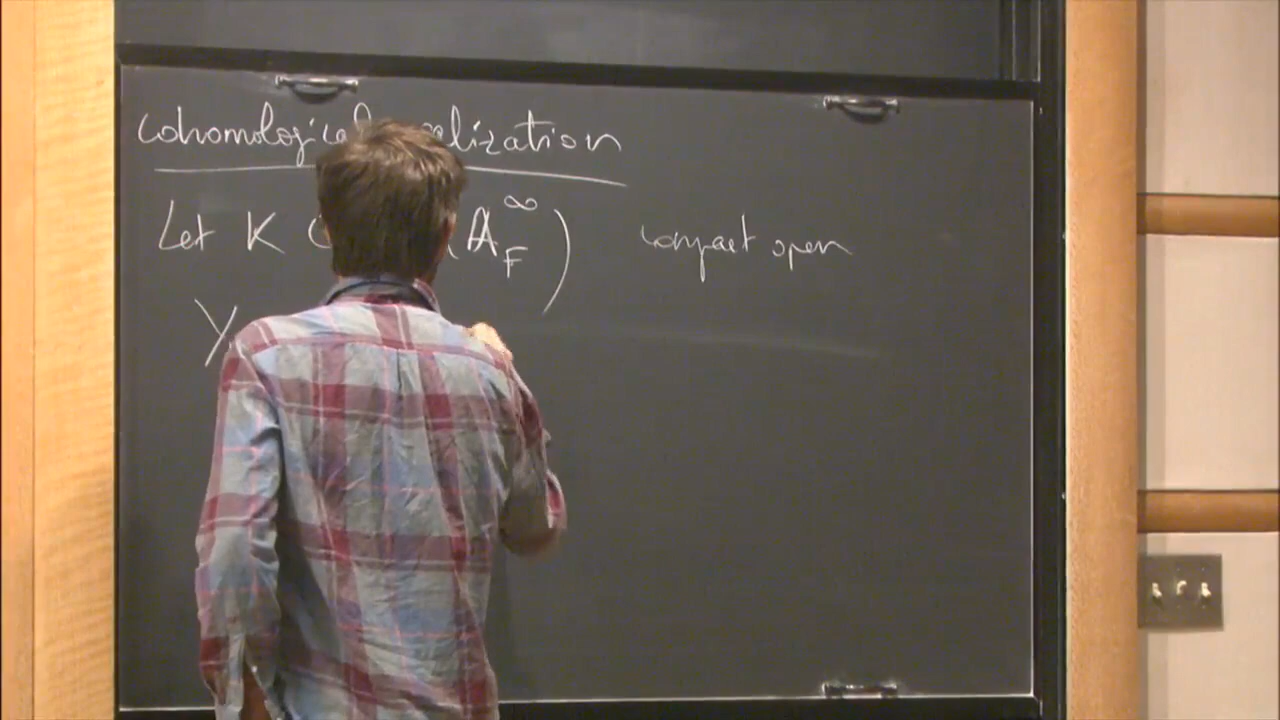 cohomological realization
Let K ⊂ (𝔸_F^∞) compact open
Y